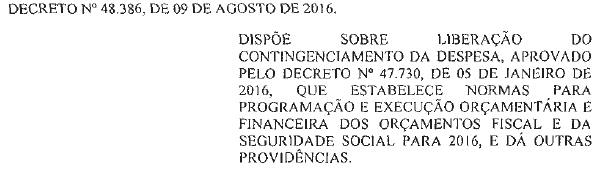 DECRETO Nº 48.386, DE 09 DE AGOSTO DE 2016.
DISPÕE SOBRE LIBERAÇÃO DO
CONTINGENCIAMENTO DA DESPESA, APROVADO
PELO DECRETO Nº 47.730, DE 05 DE JANEIRO DE
2016, QUE ESTABELECE NORMAS PARA
PROGRAMAÇÃO E EXECUÇÃO ORÇAMENTÁRIA E
FINANCEIRA DOS ORÇAMENTOS FISCAL E DA
SEGURIDADE SOCIAL PARA 2016, E DÁ OUTRAS
PROVIDÊNCIAS.